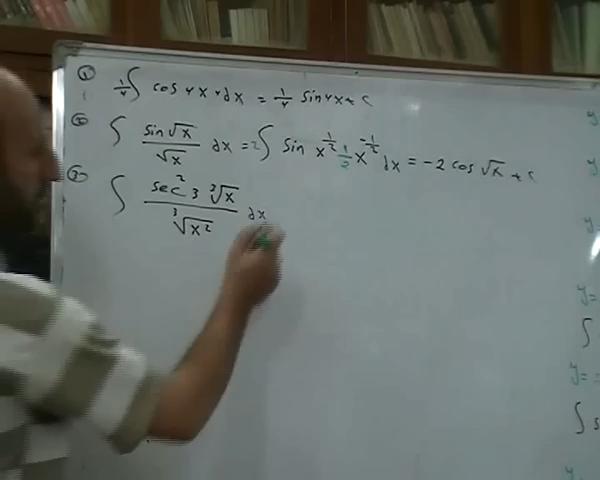 ① 1/4 ∫ cos 4x 4 dx = 1/4 sin 4x + c
② ∫ sin √x / √x dx = 2 ∫ sin x^{1/2} 1/2 x^{-1/2} dx = -2 cos √x + c
③ ∫ sec² 3 ∛x / ∛x² dx
y
y
y
y=
∫
y=
∫ s
y